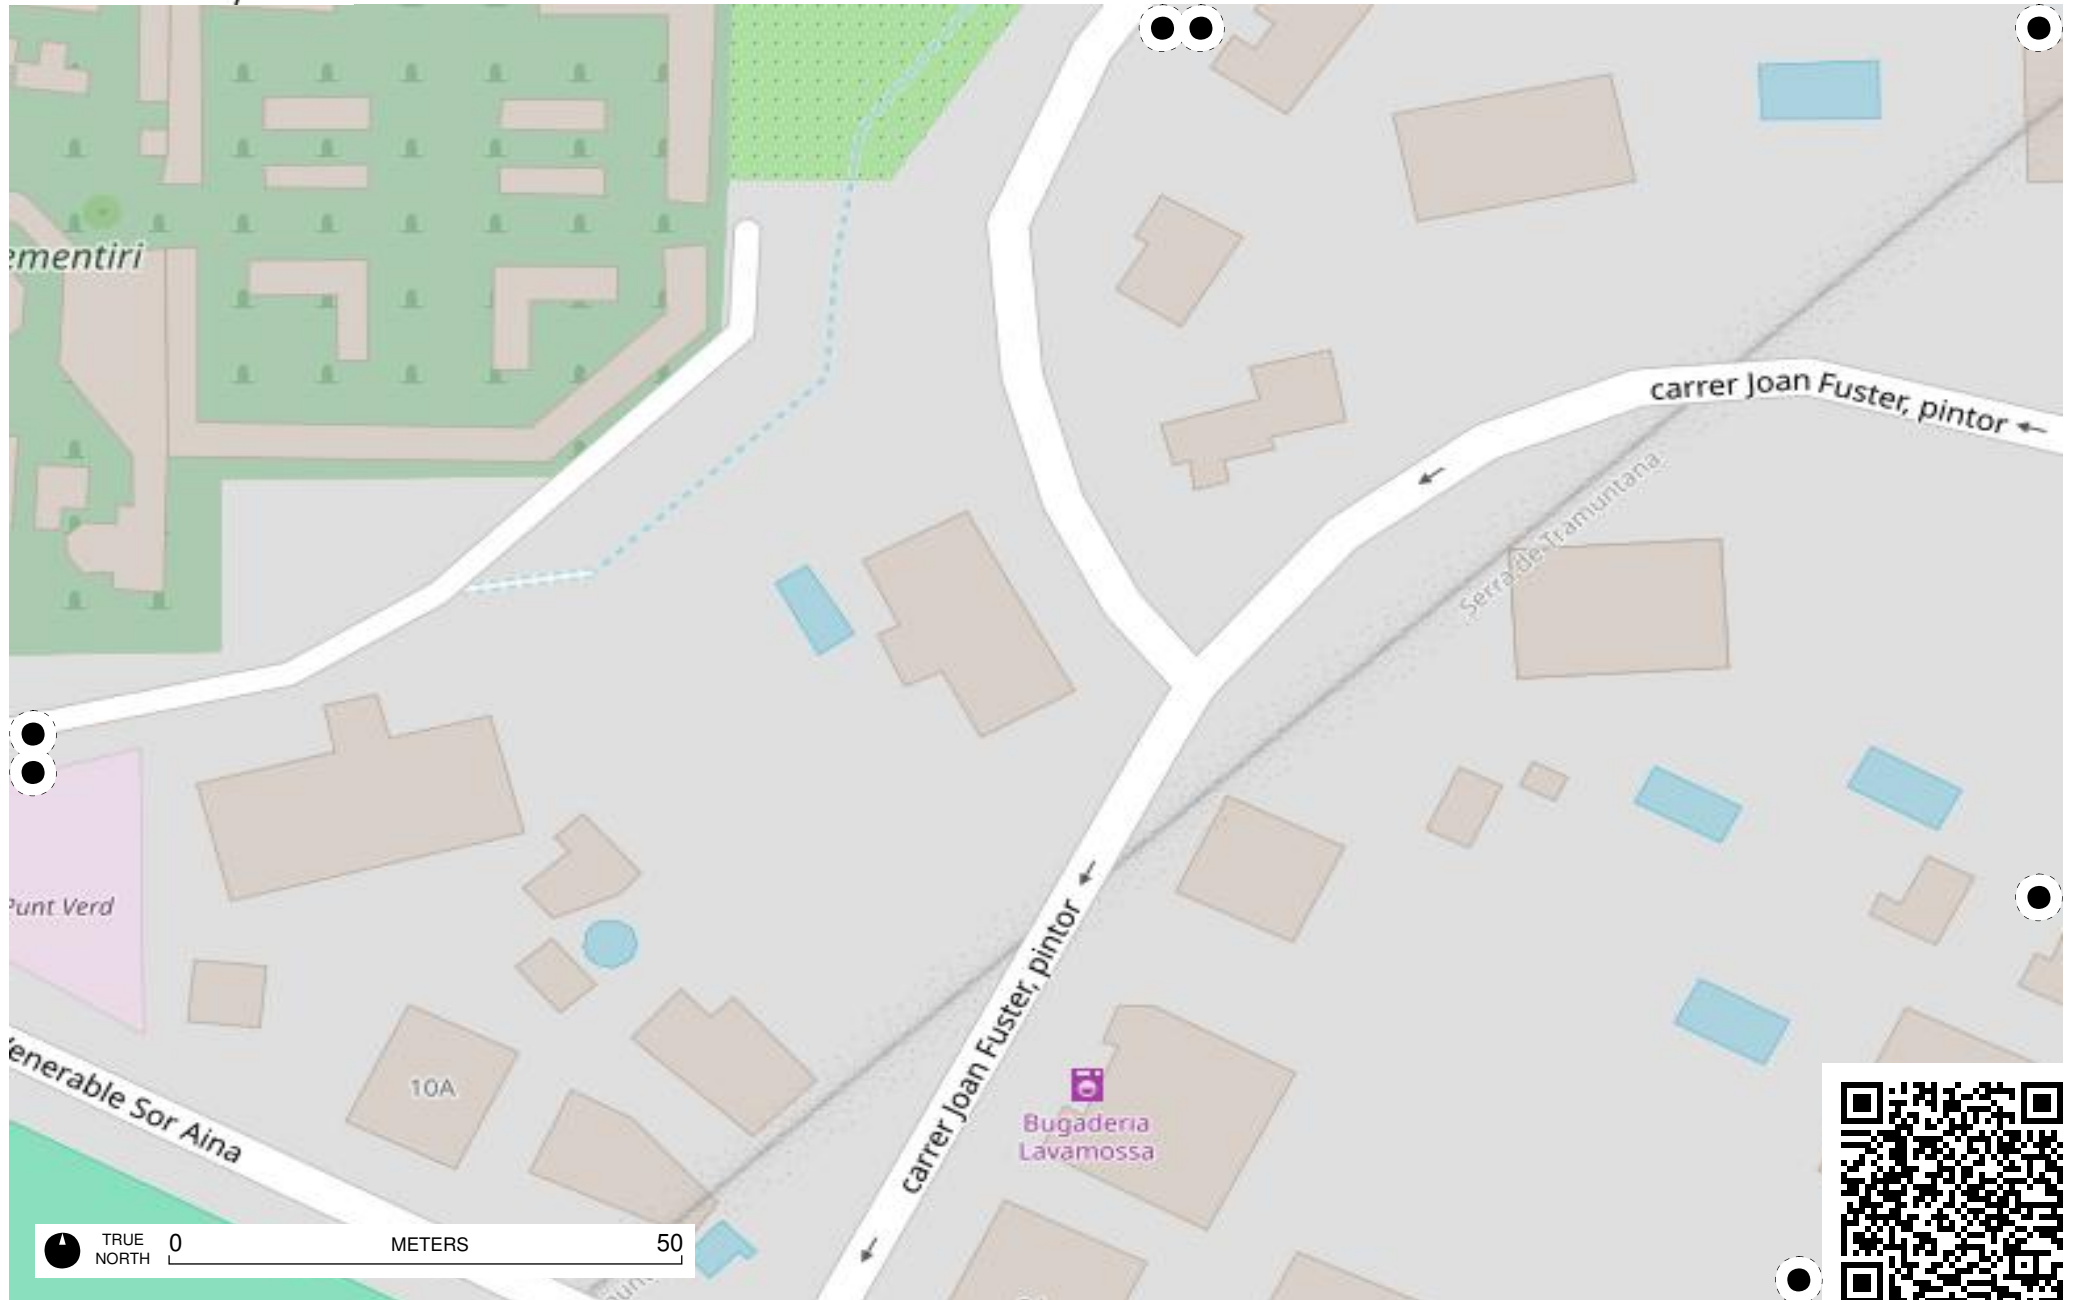 ementiri
carrer Joan Fuster, pintor
Serra de Tramuntana
Punt Verd
carrer Joan Fuster, pintor
10A
Venerable Sor Aina
Bugaderia
Lavamossa
TRUE
NORTH
0 METERS 50